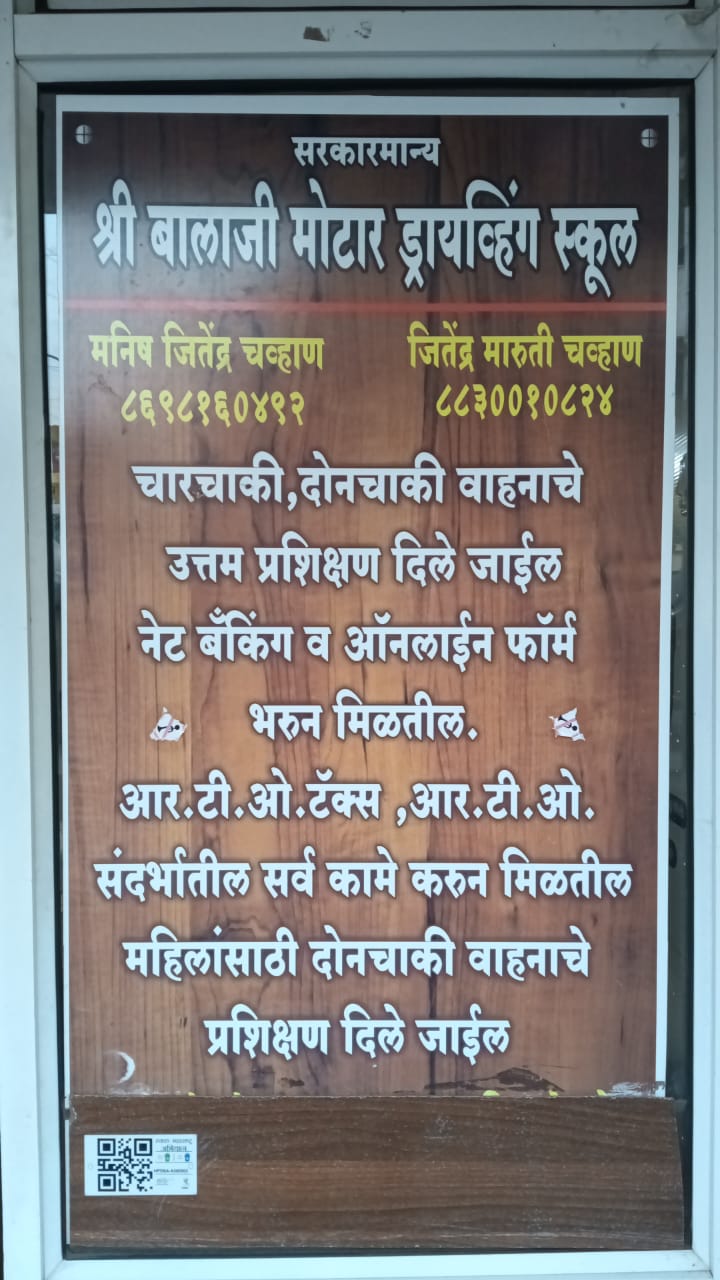 सरकारमान्य
श्री बालाजी मोटार ड्रायव्हिंग स्कूल
मनिष जितेंद्र चव्हाण
८६९८१६०४९२
जितेंद्र मारुती चव्हाण
८८३००१०८२४
चारचाकी,दोनचाकी वाहनाचे
उत्तम प्रशिक्षण दिले जाईल
नेट बँकिंग व ऑनलाईन फॉर्म
भरुन मिळतील.
आर.टी.ओ.टॅक्स ,आर.टी.ओ.
संदर्भातील सर्व कामे करुन मिळतील
महिलांसाठी दोनचाकी वाहनाचे
प्रशिक्षण दिले जाईल